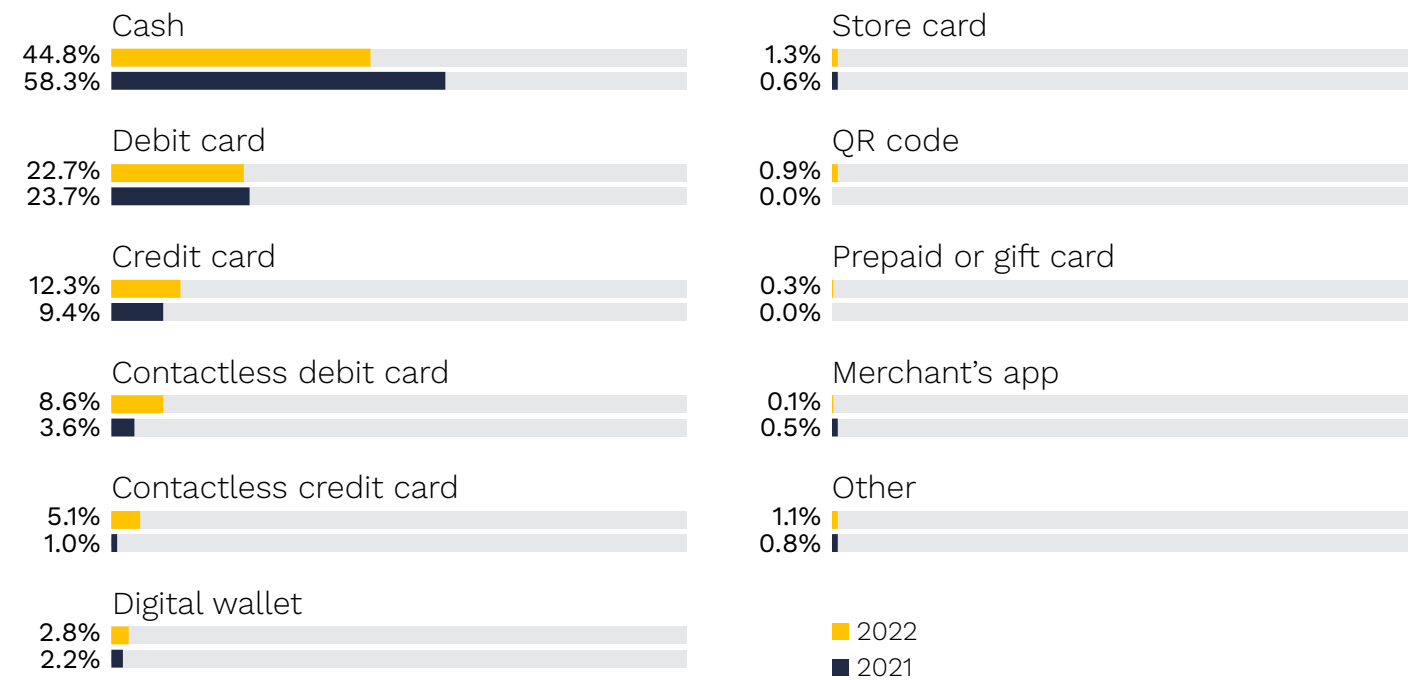 Cash
44.8%
58.3%
Debit card
22.7%
23.7%
Credit card
12.3%
9.4%
Contactless debit card
8.6%
3.6%
Contactless credit card
5.1%
1.0%
Digital wallet
2.8%
2.2%
Store card
1.3%
0.6%
QR code
0.9%
0.0%
Prepaid or gift card
0.3%
0.0%
Merchant’s app
0.1%
0.5%
Other
1.1%
0.8%
2022
2021